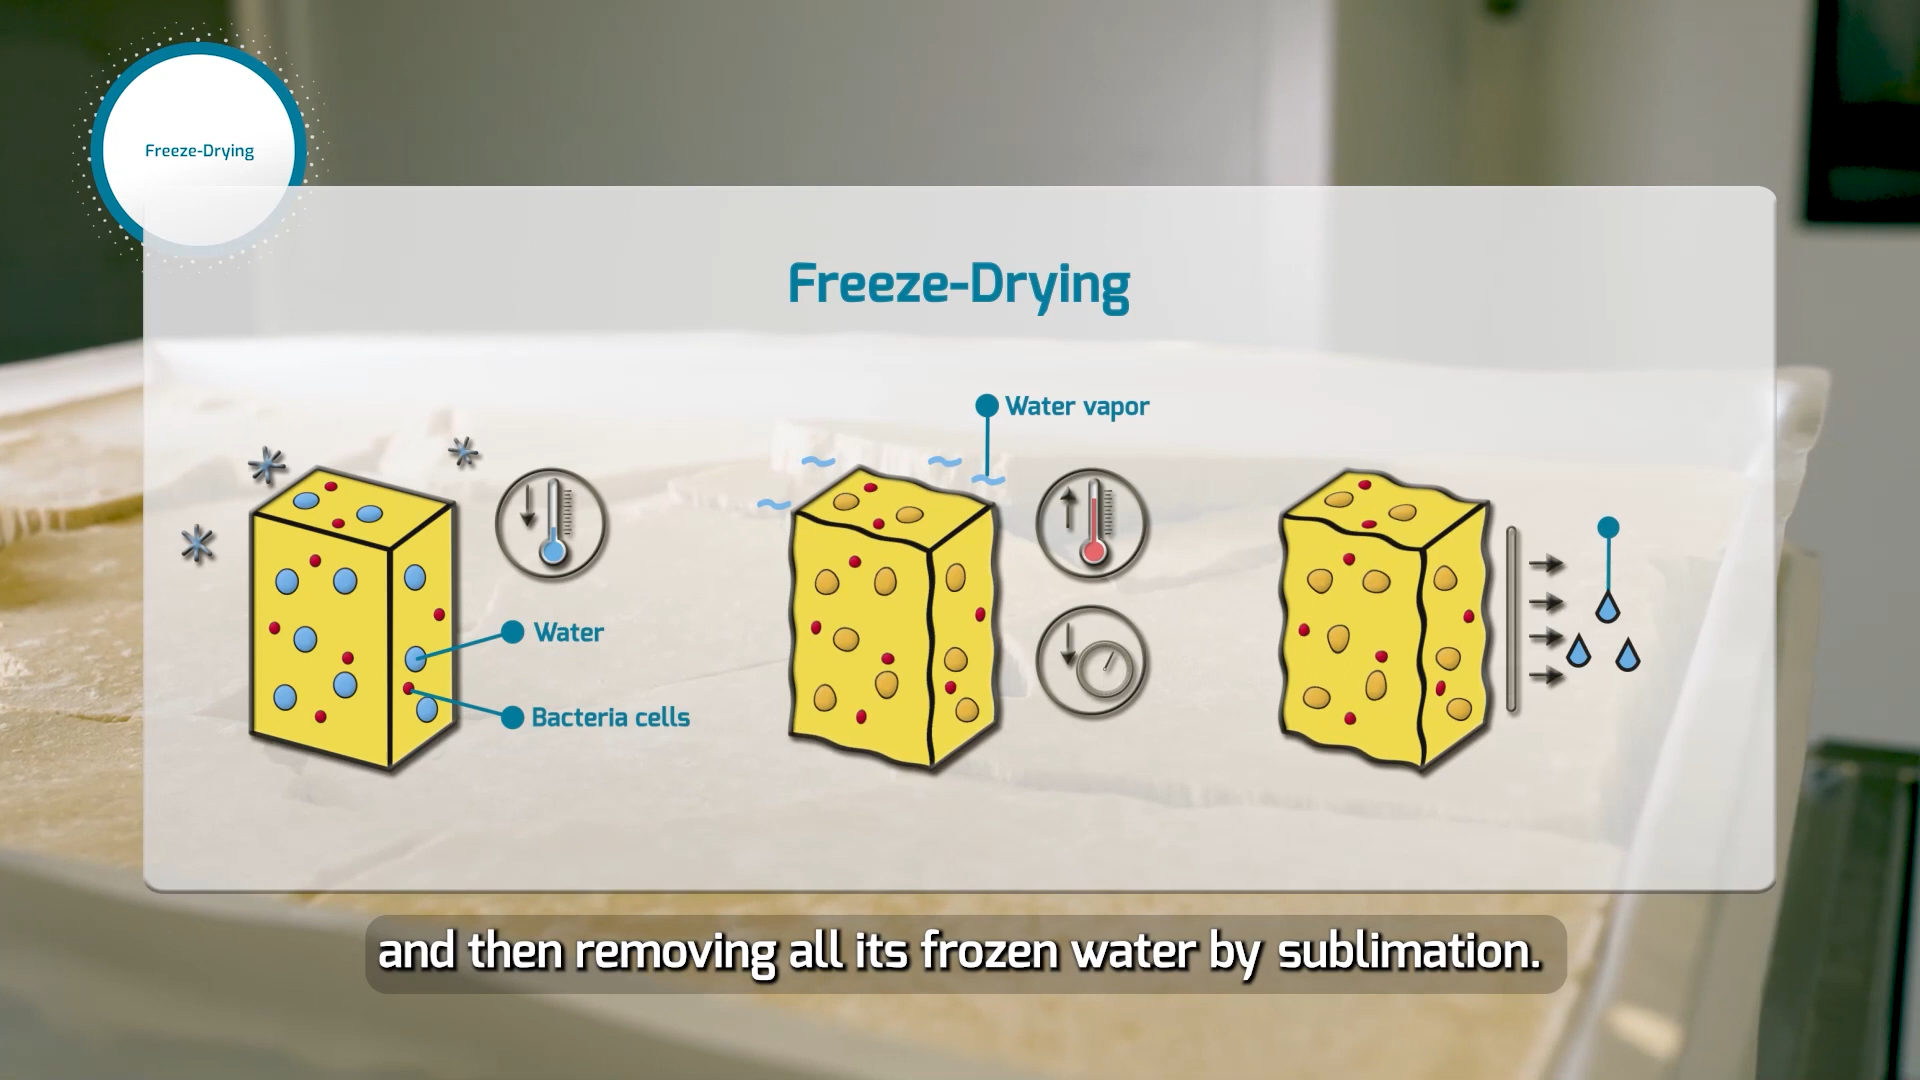 Freeze-Drying
Freeze-Drying
Water vapor
Water
Bacteria cells
and then removing all its frozen water by sublimation.